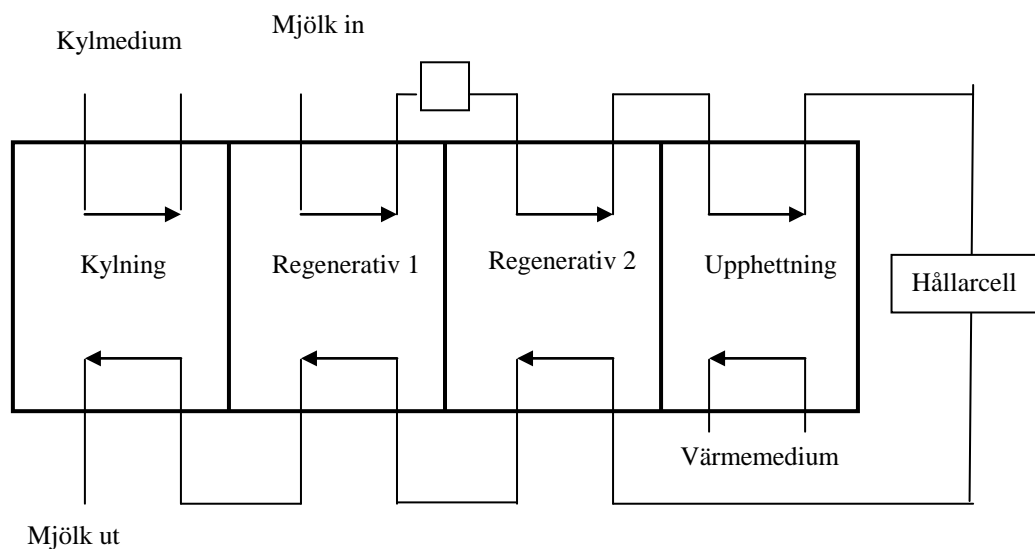 Mjölk in
Kylmedium
Kylning
Regenerativ 1
Regenerativ 2
Upphettning
Hållarcell
Värmemedium
Mjölk ut